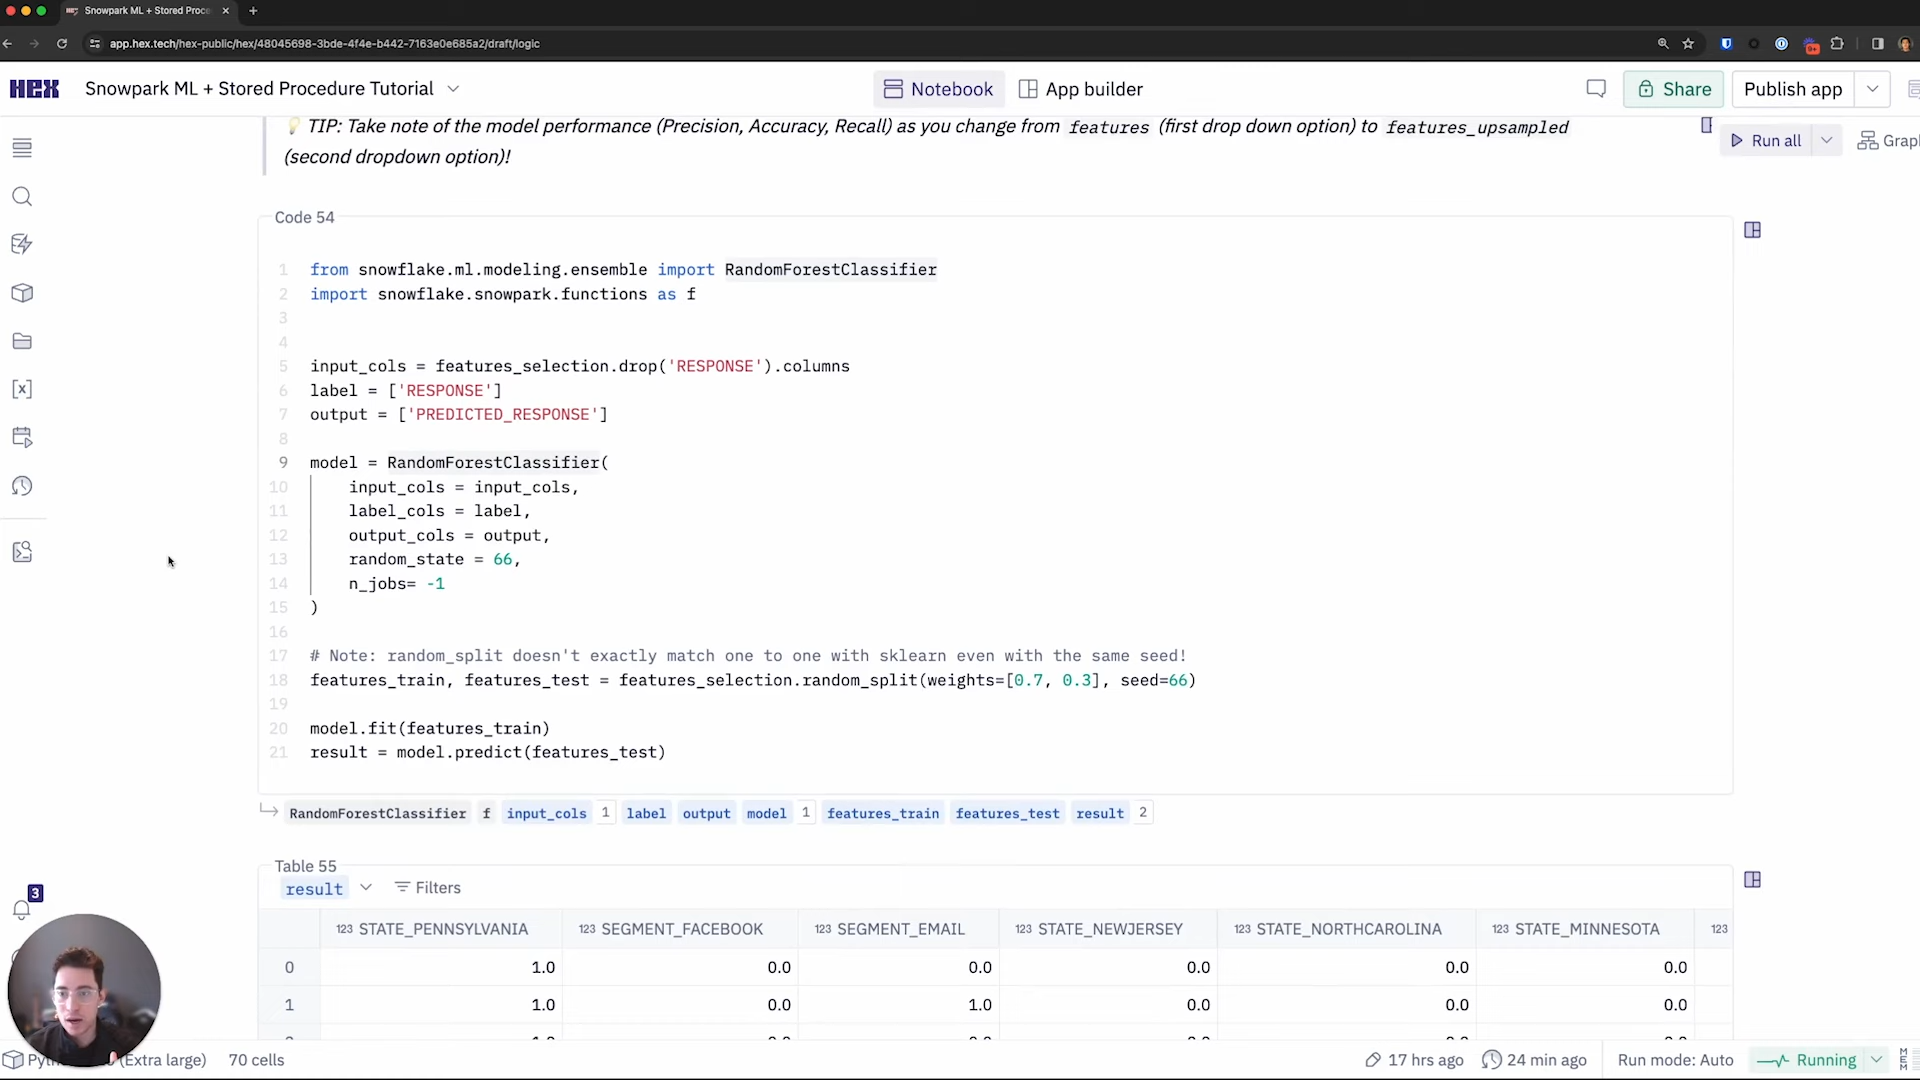 Snowpark ML + Stored Proce
app.hex.tech/hex-public/hex/48045698-3bde-4f4e-b442-7163e0e685a2/draft/logic
9+
HEX
Snowpark ML + Stored Procedure Tutorial
Notebook
App builder
Share
Publish app
💡 TIP: Take note of the model performance (Precision, Accuracy, Recall) as you change from features (first drop down option) to features_upsampled
(second dropdown option)!
Run all
Grap
Code 54
1 from snowflake.ml.modeling.ensemble import RandomForestClassifier
2 import snowflake.snowpark.functions as f
3
4
5 input_cols = features_selection.drop('RESPONSE').columns
6 label = ['RESPONSE']
7 output = ['PREDICTED_RESPONSE']
8
9 model = RandomForestClassifier(
10 input_cols = input_cols,
11 label_cols = label,
12 output_cols = output,
13 random_state = 66,
14 n_jobs= -1
15 )
16
17 # Note: random_split doesn't exactly match one to one with sklearn even with the same seed!
18 features_train, features_test = features_selection.random_split(weights=[0.7, 0.3], seed=66)
19
20 model.fit(features_train)
21 result = model.predict(features_test)
RandomForestClassifier f input_cols 1 label output model 1 features_train features_test result 2
Table 55
result Filters
123 STATE_PENNSYLVANIA 123 SEGMENT_FACEBOOK 123 SEGMENT_EMAIL 123 STATE_NEWJERSEY 123 STATE_NORTHCAROLINA 123 STATE_MINNESOTA 123
0 1.0 0.0 0.0 0.0 0.0 0.0
1 1.0 0.0 1.0 0.0 0.0 0.0
3
(Extra large)
70 cells
17 hrs ago
24 min ago
Run mode: Auto
Running
MEM